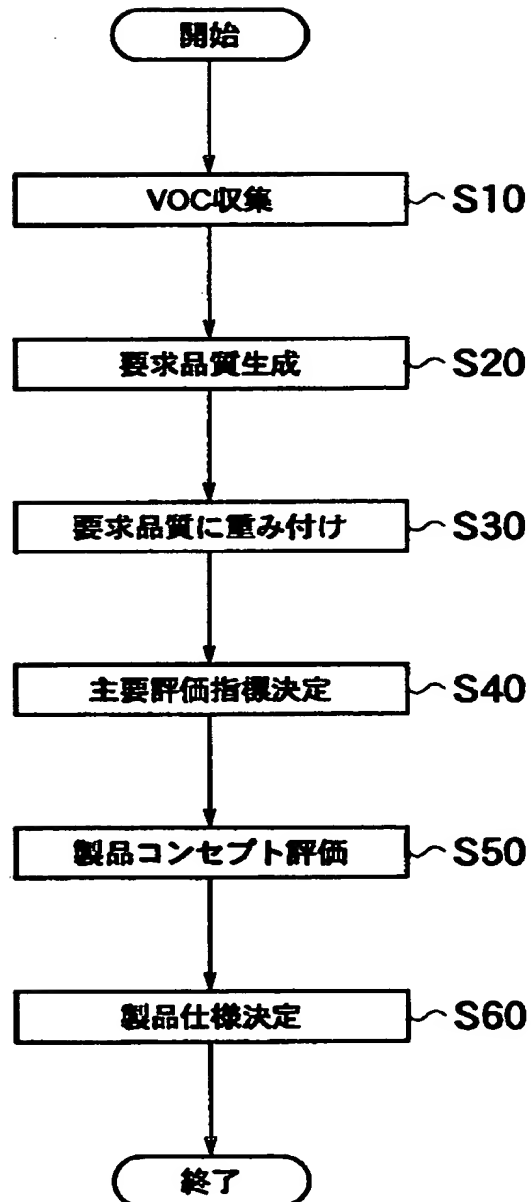 開始
VOC収集 S10
要求品質生成 S20
要求品質に重み付け S30
主要評価指標決定 S40
製品コンセプト評価 S50
製品仕様決定 S60
終了